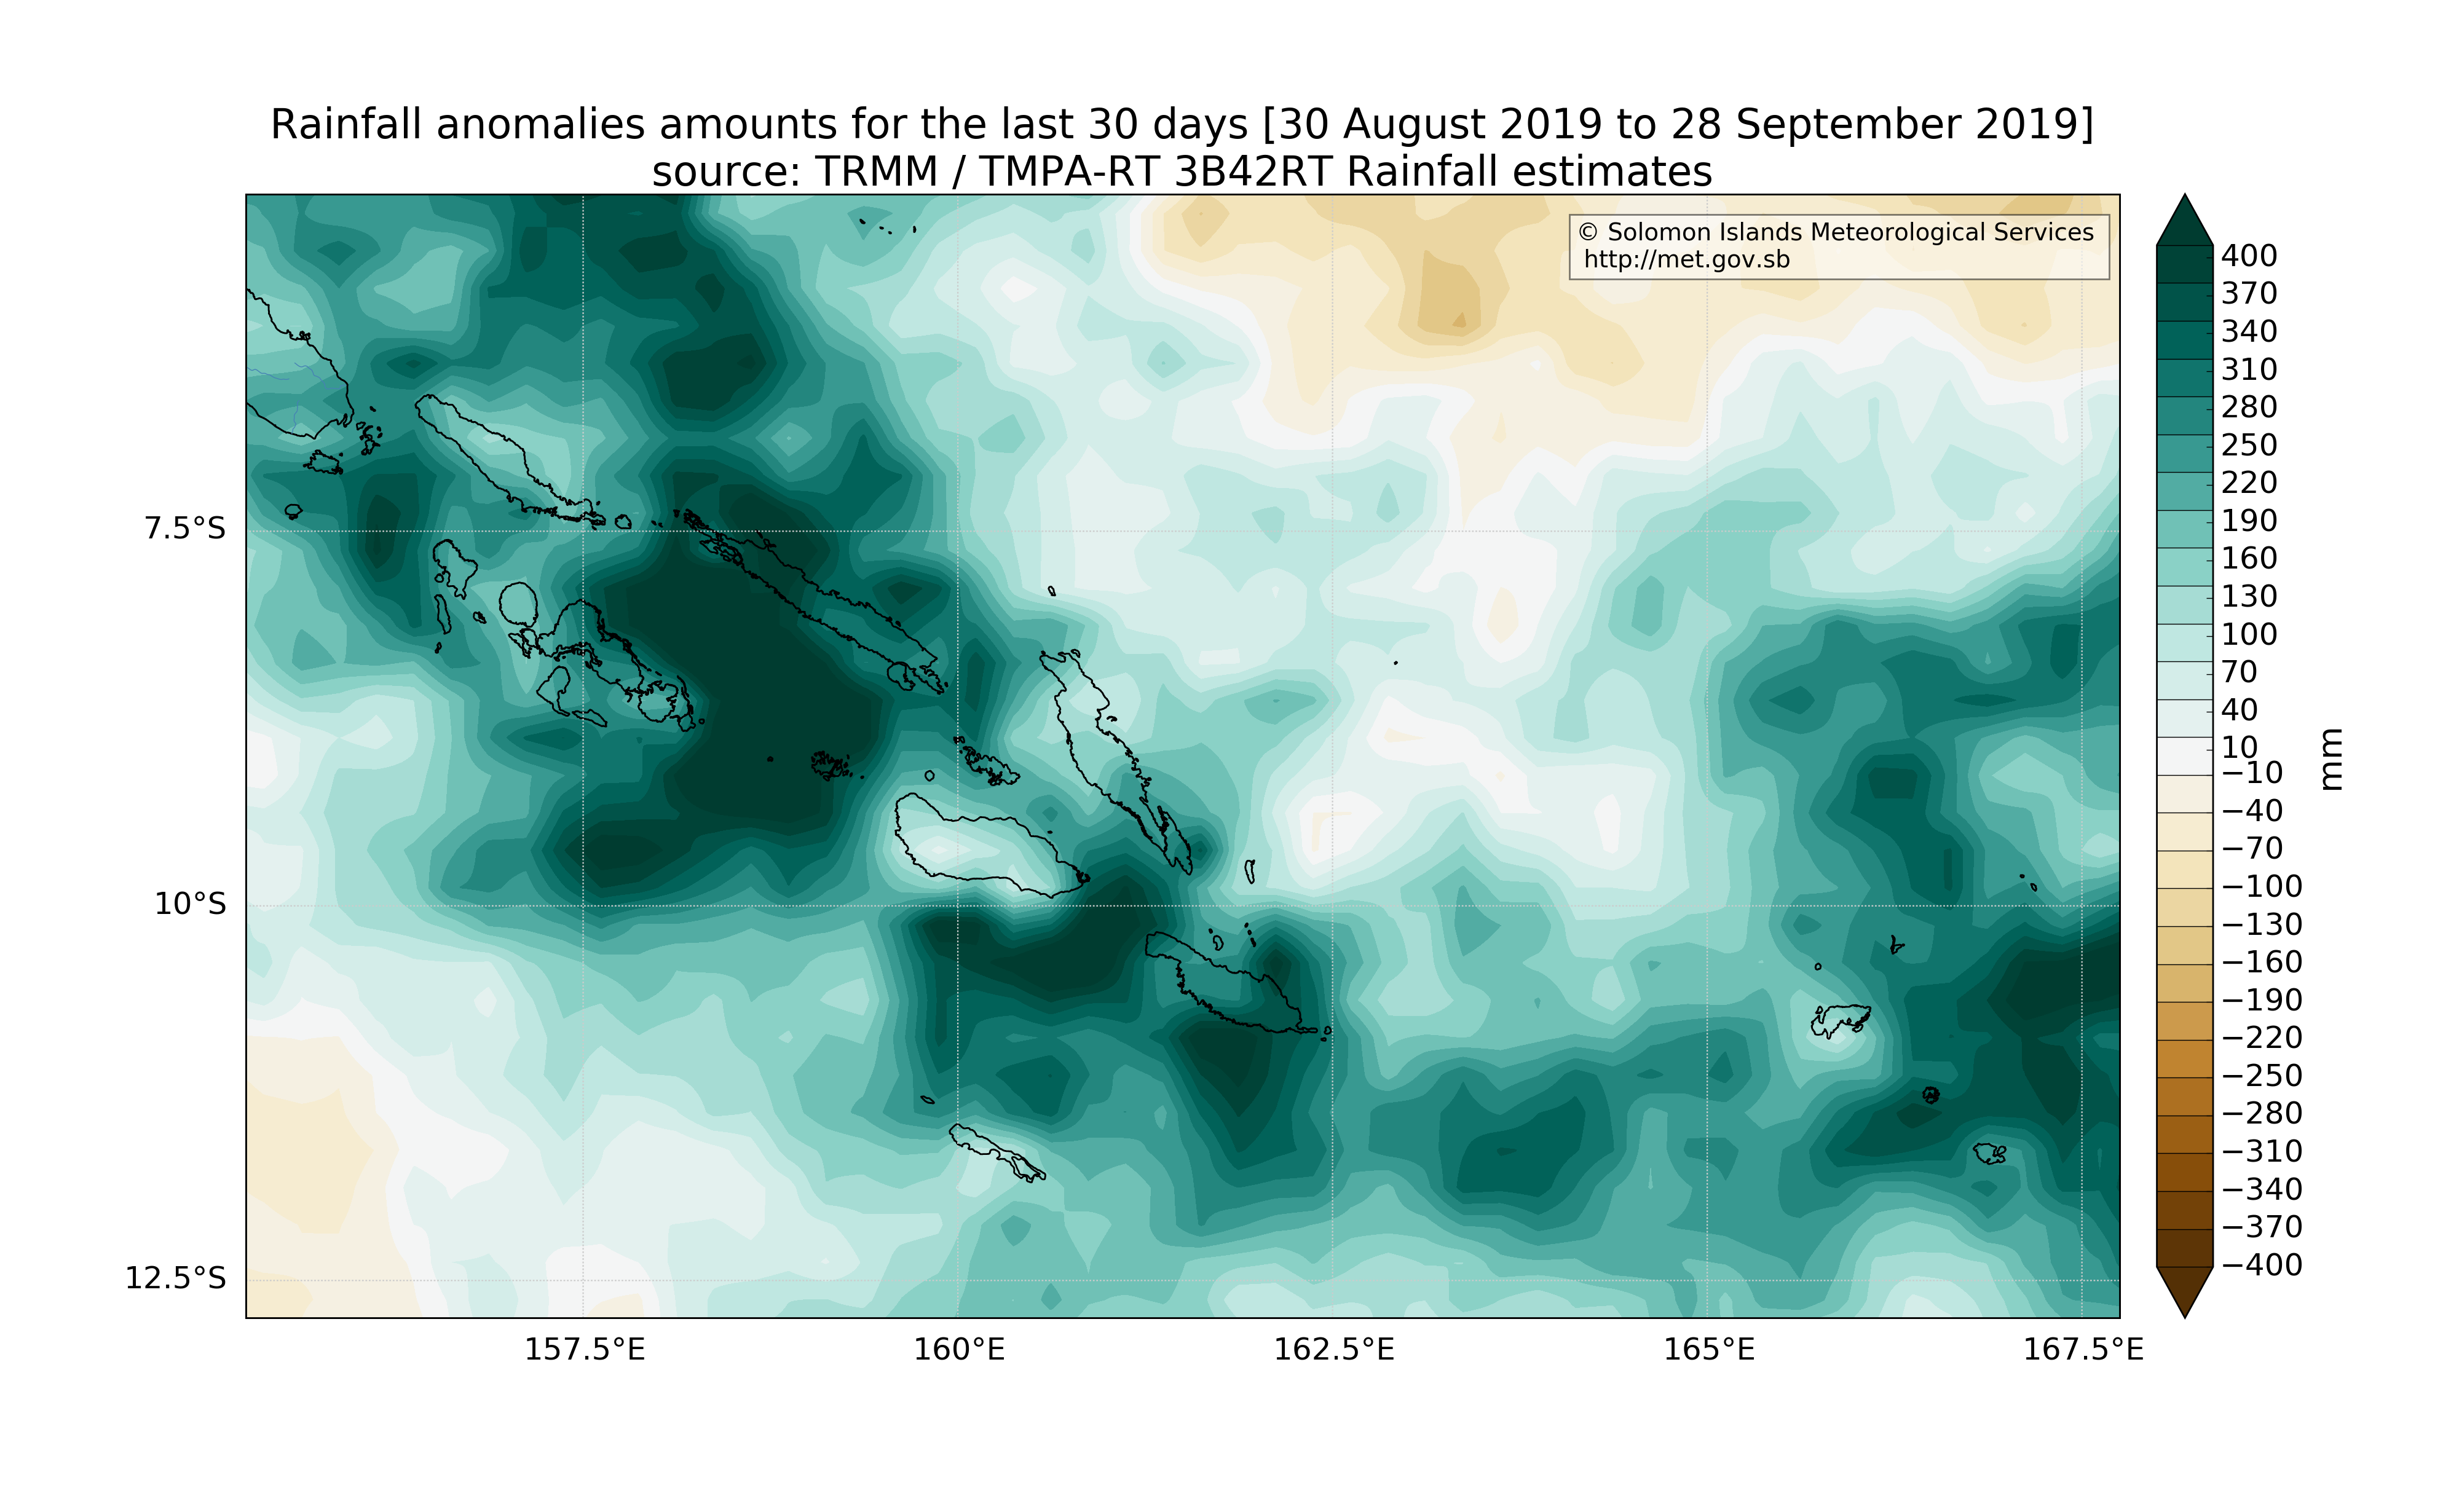 Rainfall anomalies amounts for the last 30 days [30 August 2019 to 28 September 2019]
source: TRMM / TMPA-RT 3B42RT Rainfall estimates
© Solomon Islands Meteorological Services
http://met.gov.sb
7.5°S
10°S
12.5°S
157.5°E
160°E
162.5°E
165°E
167.5°E
400
370
340
310
280
250
220
190
160
130
100
70
40
10
−10
−40
−70
−100
−130
−160
−190
−220
−250
−280
−310
−340
−370
−400
mm